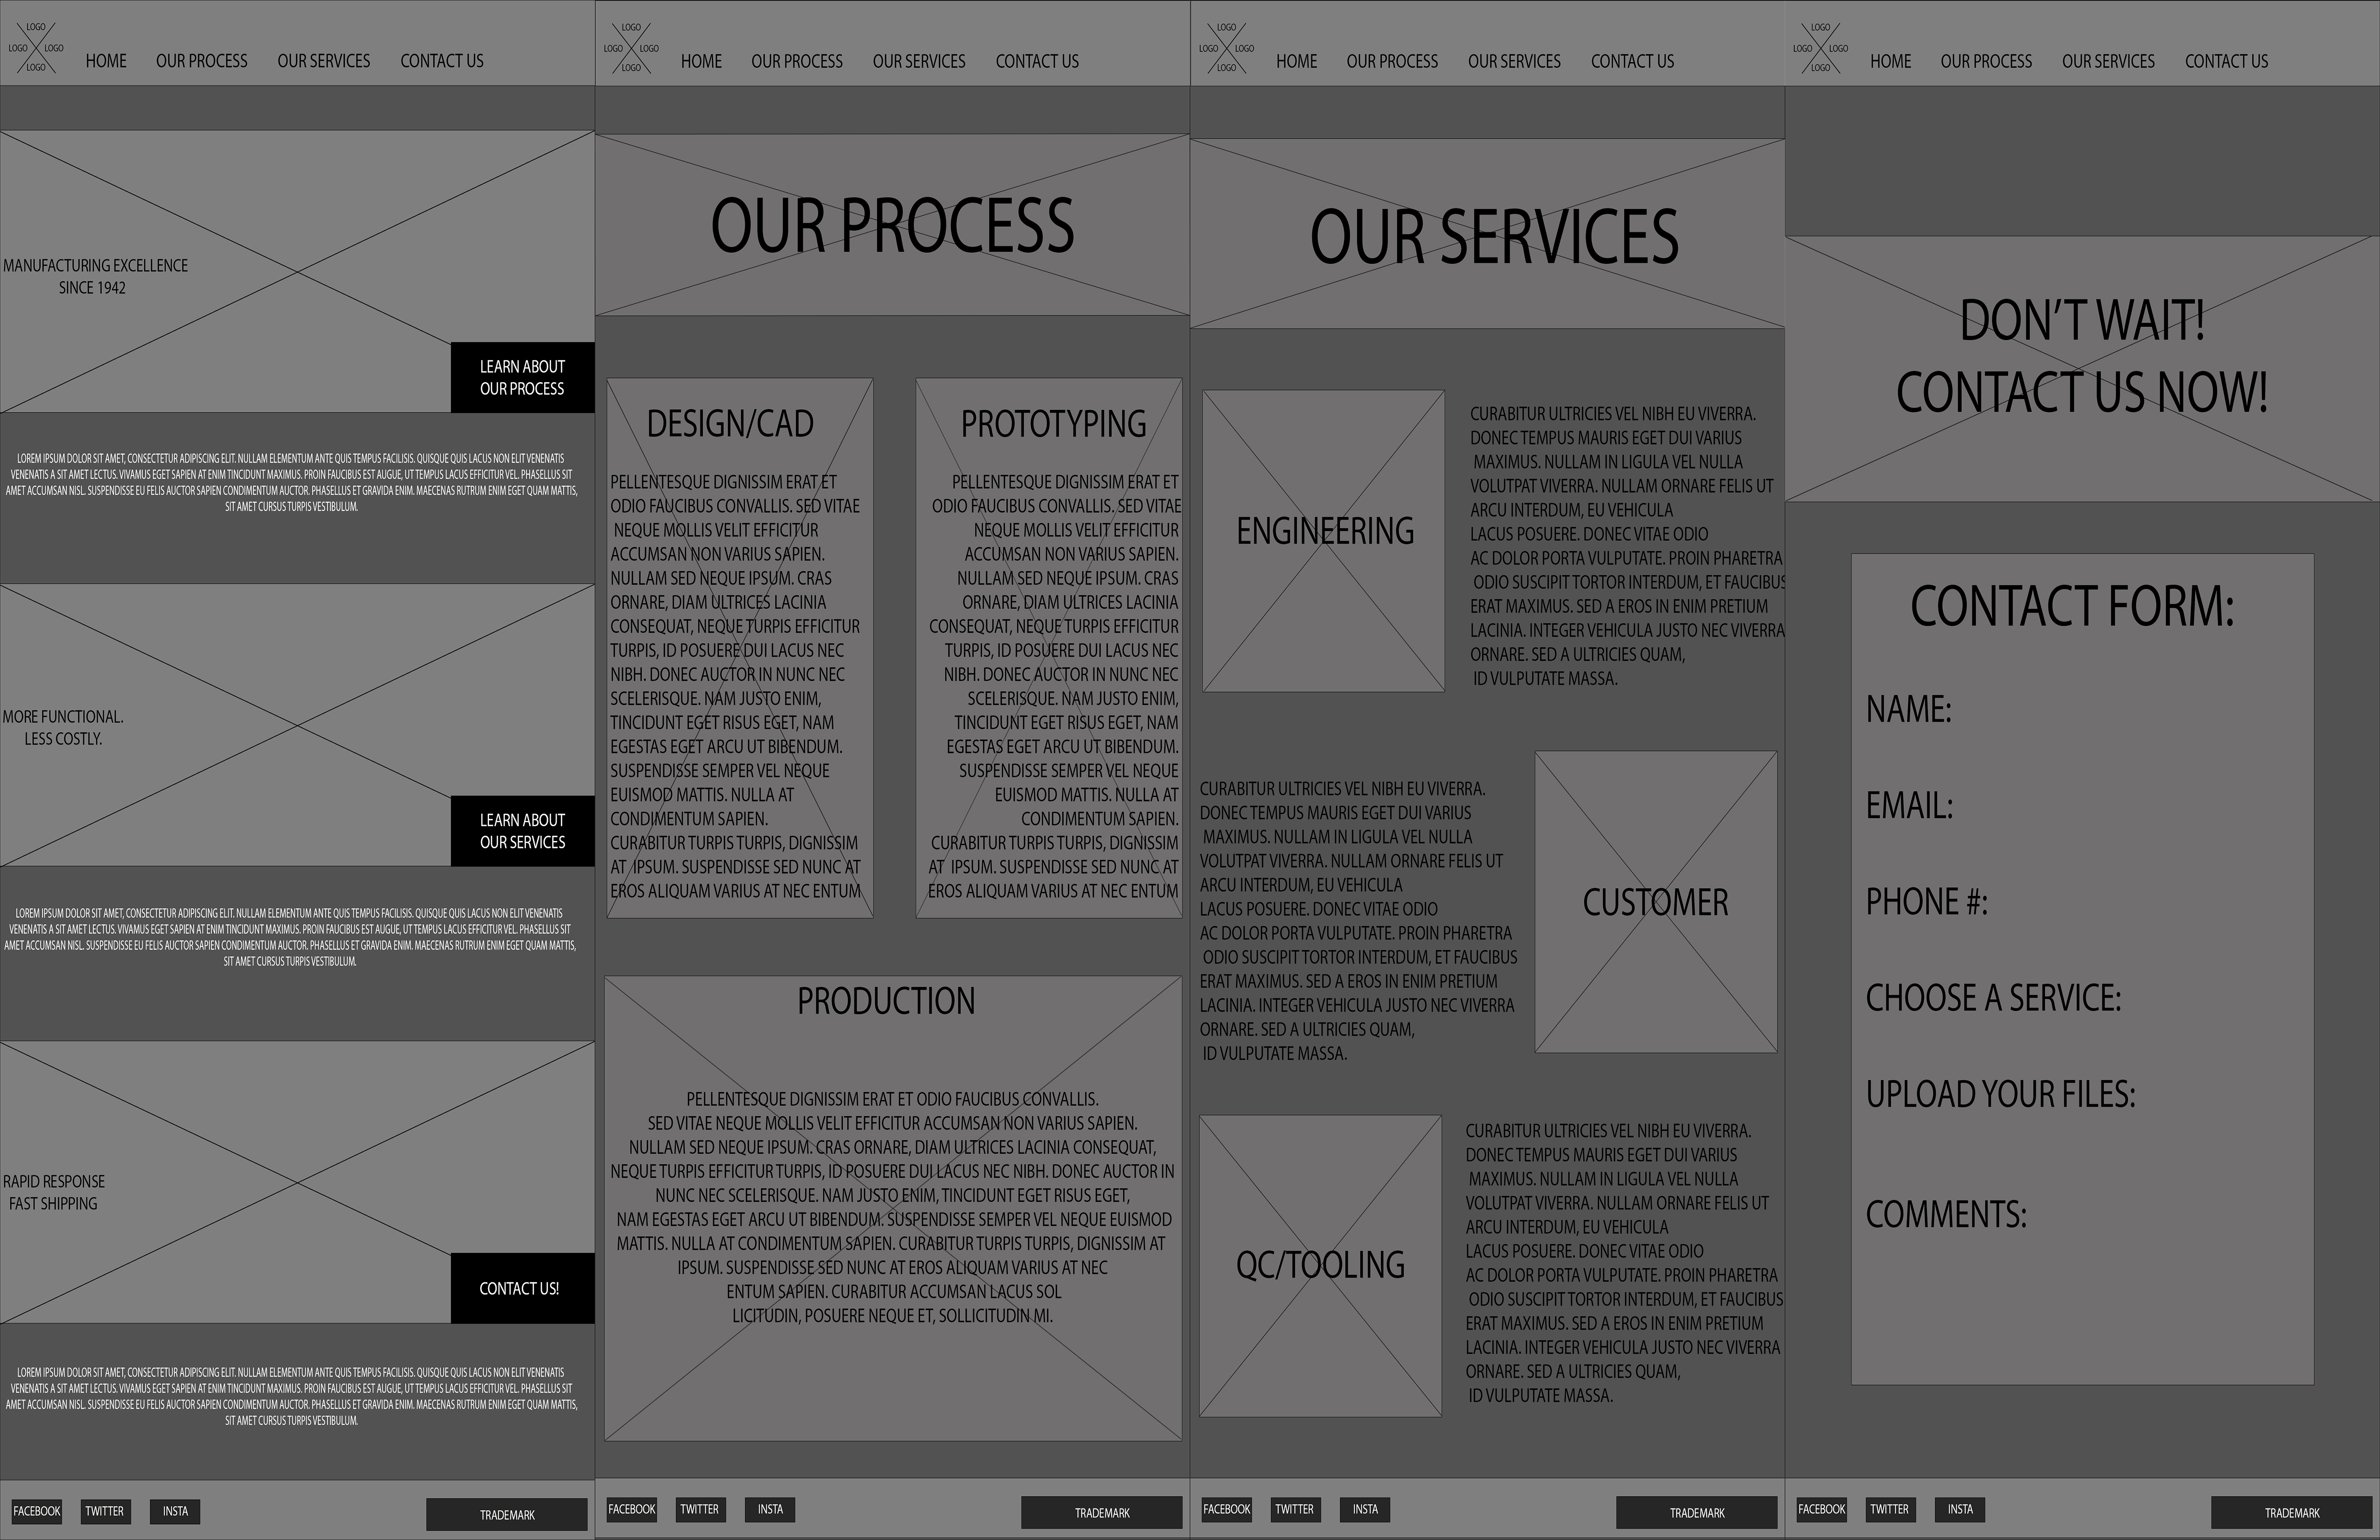 LOGO
LOGO LOGO
LOGO
HOME OUR PROCESS OUR SERVICES CONTACT US
MANUFACTURING EXCELLENCE
SINCE 1942
LEARN ABOUT
OUR PROCESS
LOREM IPSUM DOLOR SIT AMET, CONSECTETUR ADIPISCING ELIT. NULLAM ELEMENTUM ANTE QUIS TEMPUS FACILISIS. QUISQUE QUIS LACUS NON ELIT VENENATIS
VENENATIS A SIT AMET LECTUS. VIVAMUS EGET SAPIEN AT ENIM TINCIDUNT MAXIMUS. PROIN FAUCIBUS EST AUGUE, UT TEMPUS LACUS EFFICITUR VEL. PHASELLUS SIT
AMET ACCUMSAN NISL. SUSPENDISSE EU FELIS AUCTOR SAPIEN CONDIMENTUM AUCTOR. PHASELLUS ET GRAVIDA ENIM. MAECENAS RUTRUM ENIM EGET QUAM MATTIS,
SIT AMET CURSUS TURPIS VESTIBULUM.
MORE FUNCTIONAL.
LESS COSTLY.
LEARN ABOUT
OUR SERVICES
LOREM IPSUM DOLOR SIT AMET, CONSECTETUR ADIPISCING ELIT. NULLAM ELEMENTUM ANTE QUIS TEMPUS FACILISIS. QUISQUE QUIS LACUS NON ELIT VENENATIS
VENENATIS A SIT AMET LECTUS. VIVAMUS EGET SAPIEN AT ENIM TINCIDUNT MAXIMUS. PROIN FAUCIBUS EST AUGUE, UT TEMPUS LACUS EFFICITUR VEL. PHASELLUS SIT
AMET ACCUMSAN NISL. SUSPENDISSE EU FELIS AUCTOR SAPIEN CONDIMENTUM AUCTOR. PHASELLUS ET GRAVIDA ENIM. MAECENAS RUTRUM ENIM EGET QUAM MATTIS,
SIT AMET CURSUS TURPIS VESTIBULUM.
RAPID RESPONSE
FAST SHIPPING
CONTACT US!
LOREM IPSUM DOLOR SIT AMET, CONSECTETUR ADIPISCING ELIT. NULLAM ELEMENTUM ANTE QUIS TEMPUS FACILISIS. QUISQUE QUIS LACUS NON ELIT VENENATIS
VENENATIS A SIT AMET LECTUS. VIVAMUS EGET SAPIEN AT ENIM TINCIDUNT MAXIMUS. PROIN FAUCIBUS EST AUGUE, UT TEMPUS LACUS EFFICITUR VEL. PHASELLUS SIT
AMET ACCUMSAN NISL. SUSPENDISSE EU FELIS AUCTOR SAPIEN CONDIMENTUM AUCTOR. PHASELLUS ET GRAVIDA ENIM. MAECENAS RUTRUM ENIM EGET QUAM MATTIS,
SIT AMET CURSUS TURPIS VESTIBULUM.
FACEBOOK TWITTER INSTA TRADEMARK
LOGO
LOGO LOGO
LOGO
HOME OUR PROCESS OUR SERVICES CONTACT US
OUR PROCESS
DESIGN/CAD
PELLENTESQUE DIGNISSIM ERAT ET
ODIO FAUCIBUS CONVALLIS. SED VITAE
NEQUE MOLLIS VELIT EFFICITUR
ACCUMSAN NON VARIUS SAPIEN.
NULLAM SED NEQUE IPSUM. CRAS
ORNARE, DIAM ULTRICES LACINIA
CONSEQUAT, NEQUE TURPIS EFFICITUR
TURPIS, ID POSUERE DUI LACUS NEC
NIBH. DONEC AUCTOR IN NUNC NEC
SCELERISQUE. NAM JUSTO ENIM,
TINCIDUNT EGET RISUS EGET, NAM
EGESTAS EGET ARCU UT BIBENDUM.
SUSPENDISSE SEMPER VEL NEQUE
EUISMOD MATTIS. NULLA AT
CONDIMENTUM SAPIEN.
CURABITUR TURPIS TURPIS, DIGNISSIM
AT IPSUM. SUSPENDISSE SED NUNC AT
EROS ALIQUAM VARIUS AT NEC ENTUM
PROTOTYPING
PELLENTESQUE DIGNISSIM ERAT ET
ODIO FAUCIBUS CONVALLIS. SED VITAE
NEQUE MOLLIS VELIT EFFICITUR
ACCUMSAN NON VARIUS SAPIEN.
NULLAM SED NEQUE IPSUM. CRAS
ORNARE, DIAM ULTRICES LACINIA
CONSEQUAT, NEQUE TURPIS EFFICITUR
TURPIS, ID POSUERE DUI LACUS NEC
NIBH. DONEC AUCTOR IN NUNC NEC
SCELERISQUE. NAM JUSTO ENIM,
TINCIDUNT EGET RISUS EGET, NAM
EGESTAS EGET ARCU UT BIBENDUM.
SUSPENDISSE SEMPER VEL NEQUE
EUISMOD MATTIS. NULLA AT
CONDIMENTUM SAPIEN.
CURABITUR TURPIS TURPIS, DIGNISSIM
AT IPSUM. SUSPENDISSE SED NUNC AT
EROS ALIQUAM VARIUS AT NEC ENTUM
PRODUCTION
PELLENTESQUE DIGNISSIM ERAT ET ODIO FAUCIBUS CONVALLIS.
SED VITAE NEQUE MOLLIS VELIT EFFICITUR ACCUMSAN NON VARIUS SAPIEN.
NULLAM SED NEQUE IPSUM. CRAS ORNARE, DIAM ULTRICES LACINIA CONSEQUAT,
NEQUE TURPIS EFFICITUR TURPIS, ID POSUERE DUI LACUS NEC NIBH. DONEC AUCTOR IN
NUNC NEC SCELERISQUE. NAM JUSTO ENIM, TINCIDUNT EGET RISUS EGET,
NAM EGESTAS EGET ARCU UT BIBENDUM. SUSPENDISSE SEMPER VEL NEQUE EUISMOD
MATTIS. NULLA AT CONDIMENTUM SAPIEN. CURABITUR TURPIS TURPIS, DIGNISSIM AT
IPSUM. SUSPENDISSE SED NUNC AT EROS ALIQUAM VARIUS AT NEC
ENTUM SAPIEN. CURABITUR ACCUMSAN LACUS SOL
LICITUDIN, POSUERE NEQUE ET, SOLLICITUDIN MI.
FACEBOOK TWITTER INSTA TRADEMARK
LOGO
LOGO LOGO
LOGO
HOME OUR PROCESS OUR SERVICES CONTACT US
OUR SERVICES
ENGINEERING
CURABITUR ULTRICIES VEL NIBH EU VIVERRA.
DONEC TEMPUS MAURIS EGET DUI VARIUS
MAXIMUS. NULLAM IN LIGULA VEL NULLA
VOLUTPAT VIVERRA. NULLAM ORNARE FELIS UT
ARCU INTERDUM, EU VEHICULA
LACUS POSUERE. DONEC VITAE ODIO
AC DOLOR PORTA VULPUTATE. PROIN PHARETRA
ODIO SUSCIPIT TORTOR INTERDUM, ET FAUCIBUS
ERAT MAXIMUS. SED A EROS IN ENIM PRETIUM
LACINIA. INTEGER VEHICULA JUSTO NEC VIVERRA
ORNARE. SED A ULTRICIES QUAM,
ID VULPUTATE MASSA.
CURABITUR ULTRICIES VEL NIBH EU VIVERRA.
DONEC TEMPUS MAURIS EGET DUI VARIUS
MAXIMUS. NULLAM IN LIGULA VEL NULLA
VOLUTPAT VIVERRA. NULLAM ORNARE FELIS UT
ARCU INTERDUM, EU VEHICULA
LACUS POSUERE. DONEC VITAE ODIO
AC DOLOR PORTA VULPUTATE. PROIN PHARETRA
ODIO SUSCIPIT TORTOR INTERDUM, ET FAUCIBUS
ERAT MAXIMUS. SED A EROS IN ENIM PRETIUM
LACINIA. INTEGER VEHICULA JUSTO NEC VIVERRA
ORNARE. SED A ULTRICIES QUAM,
ID VULPUTATE MASSA.
CUSTOMER
QC/TOOLING
CURABITUR ULTRICIES VEL NIBH EU VIVERRA.
DONEC TEMPUS MAURIS EGET DUI VARIUS
MAXIMUS. NULLAM IN LIGULA VEL NULLA
VOLUTPAT VIVERRA. NULLAM ORNARE FELIS UT
ARCU INTERDUM, EU VEHICULA
LACUS POSUERE. DONEC VITAE ODIO
AC DOLOR PORTA VULPUTATE. PROIN PHARETRA
ODIO SUSCIPIT TORTOR INTERDUM, ET FAUCIBUS
ERAT MAXIMUS. SED A EROS IN ENIM PRETIUM
LACINIA. INTEGER VEHICULA JUSTO NEC VIVERRA
ORNARE. SED A ULTRICIES QUAM,
ID VULPUTATE MASSA.
FACEBOOK TWITTER INSTA TRADEMARK
LOGO
LOGO LOGO
LOGO
HOME OUR PROCESS OUR SERVICES CONTACT US
DON'T WAIT!
CONTACT US NOW!
CONTACT FORM:
NAME:
EMAIL:
PHONE #:
CHOOSE A SERVICE:
UPLOAD YOUR FILES:
COMMENTS:
FACEBOOK TWITTER INSTA TRADEMARK